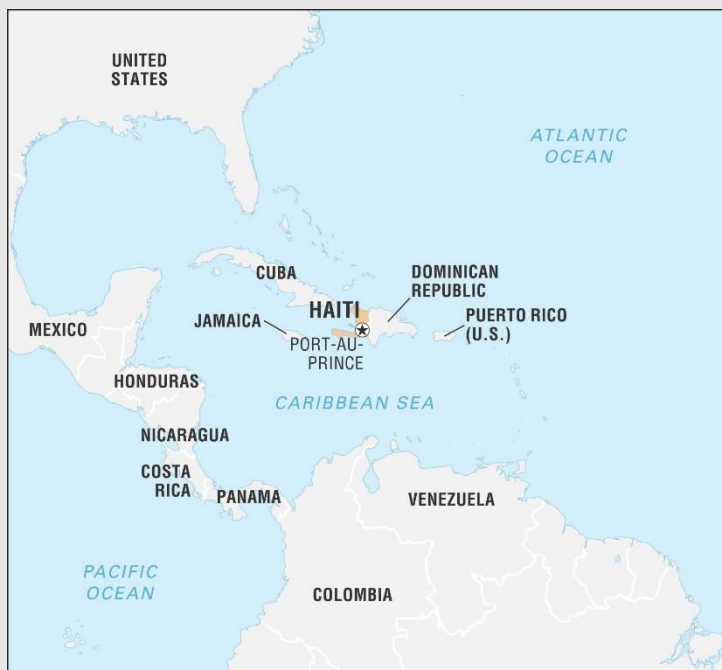 UNITED
STATES
ATLANTIC
OCEAN
CUBA
DOMINICAN
REPUBLIC
HAITI
JAMAICA
PUERTO RICO
(U.S.)
MEXICO
PORT-AU-
PRINCE
HONDURAS
CARIBBEAN SEA
NICARAGUA
COSTA
RICA
PANAMA
VENEZUELA
PACIFIC
OCEAN
COLOMBIA